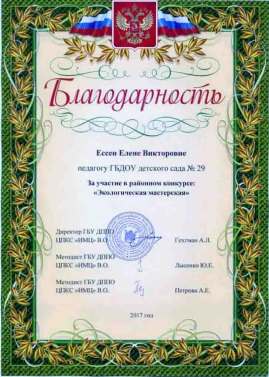 Благодарность
Ессен Елене Викторовне
педагогу ГБДОУ детского сада № 29
За участие в районном конкурсе:
«Экологическая мастерская»
Директор ГБУ ДППО
ЦПКС «ИМЦ» В.О. Гехтман А.Л.
Методист ГБУ ДППО
ЦПКС «ИМЦ» В.О. Лысенко Ю.Е.
Методист ГБУ ДППО
ЦПКС «ИМЦ» В.О. Петрова А.Е.
2017 год